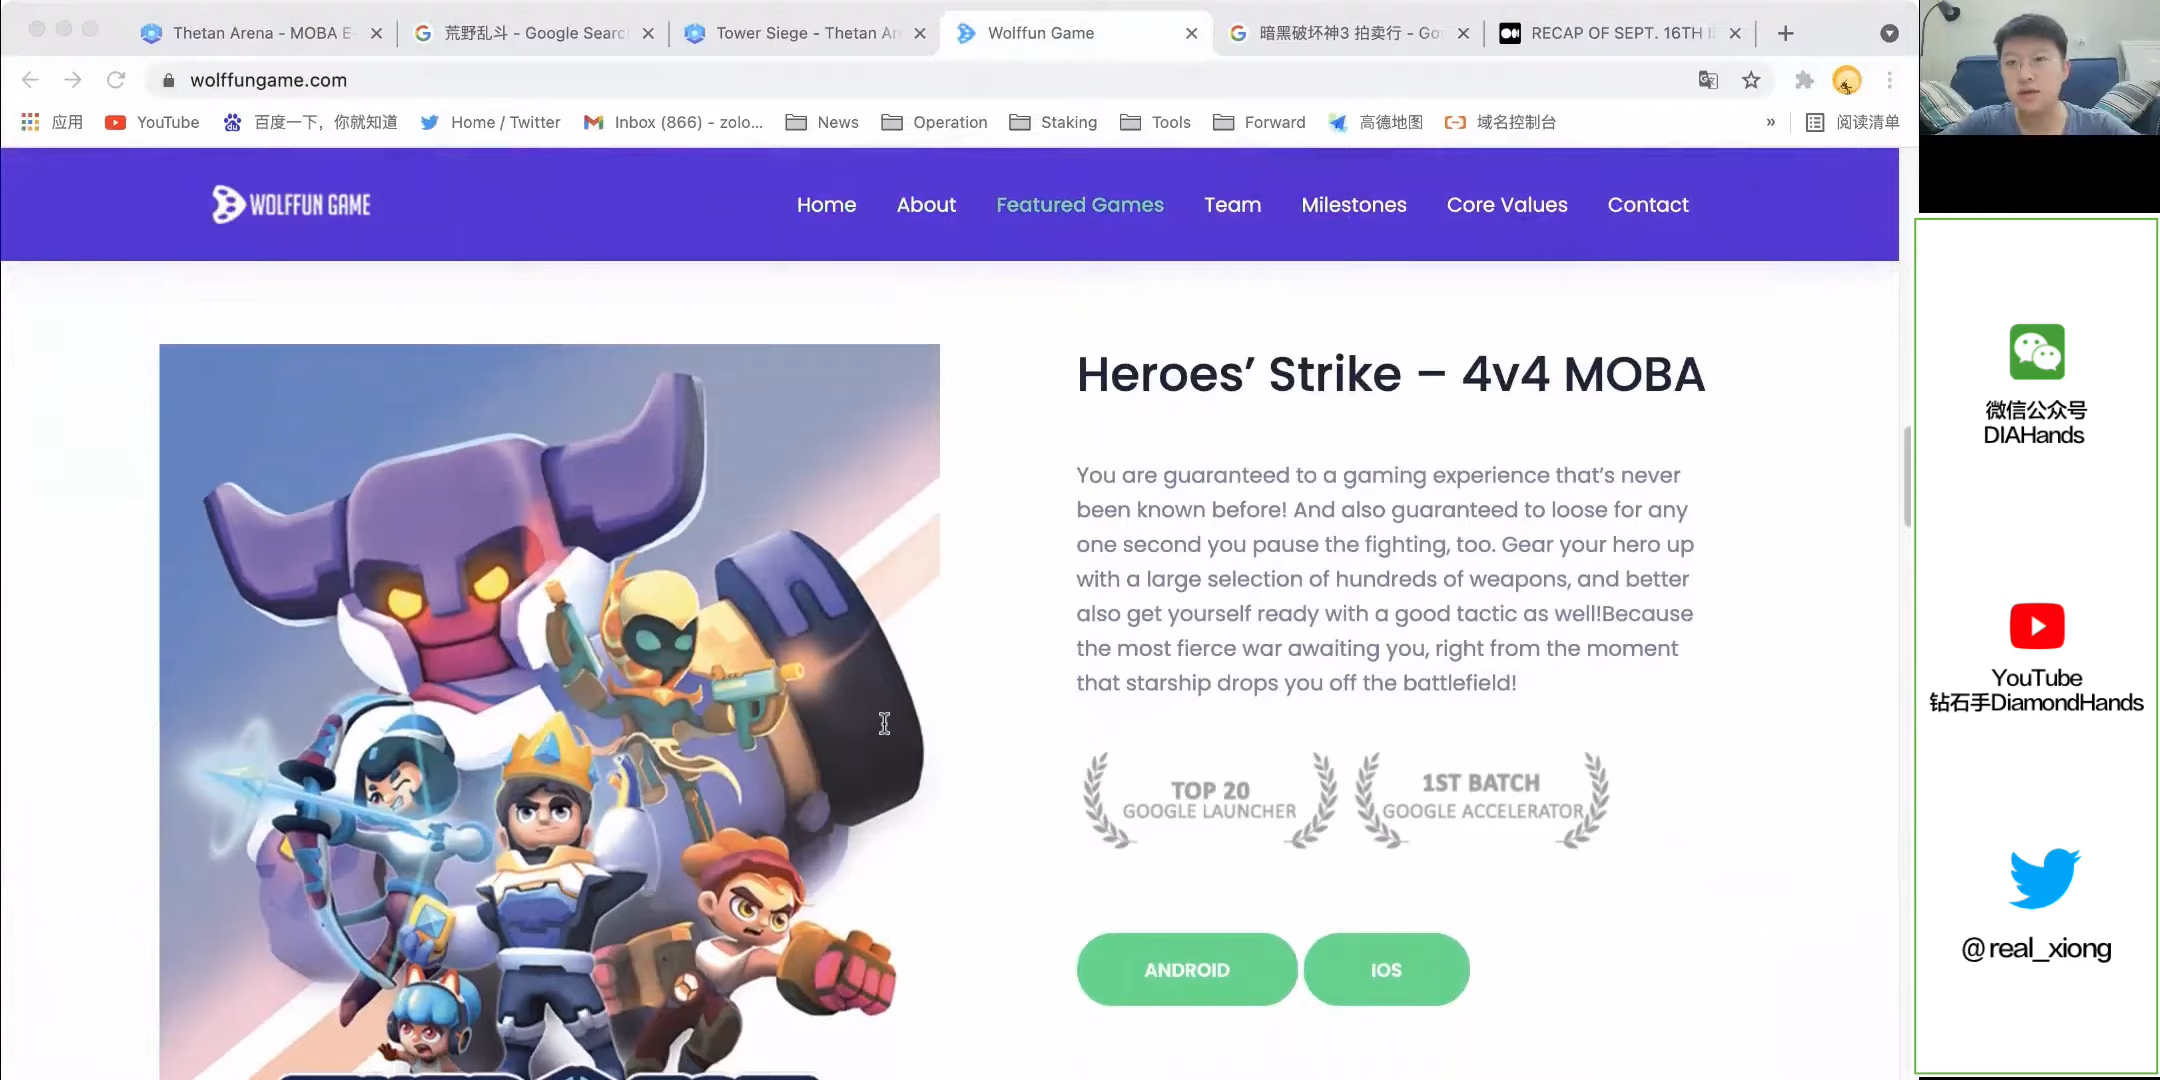 Thetan Arena - MOBA E-
荒野乱斗 - Google Searc
Tower Siege - Thetan Ar
Wolffun Game
暗黑破坏神3 拍卖行 - Go
RECAP OF SEPT. 16TH
wolffungame.com
应用
YouTube
百度一下，你就知道
Home / Twitter
Inbox (866) - zolo...
News
Operation
Staking
Tools
Forward
高德地图
域名控制台
»
阅读清单
WOLFFUN GAME
Home
About
Featured Games
Team
Milestones
Core Values
Contact
Heroes’ Strike – 4v4 MOBA
You are guaranteed to a gaming experience that’s never
been known before! And also guaranteed to loose for any
one second you pause the fighting, too. Gear your hero up
with a large selection of hundreds of weapons, and better
also get yourself ready with a good tactic as well!Because
the most fierce war awaiting you, right from the moment
that starship drops you off the battlefield!
TOP 20
GOOGLE LAUNCHER
1ST BATCH
GOOGLE ACCELERATOR
ANDROID
IOS
微信公众号
DIAHands
YouTube
钻石手DiamondHands
@real_xiong